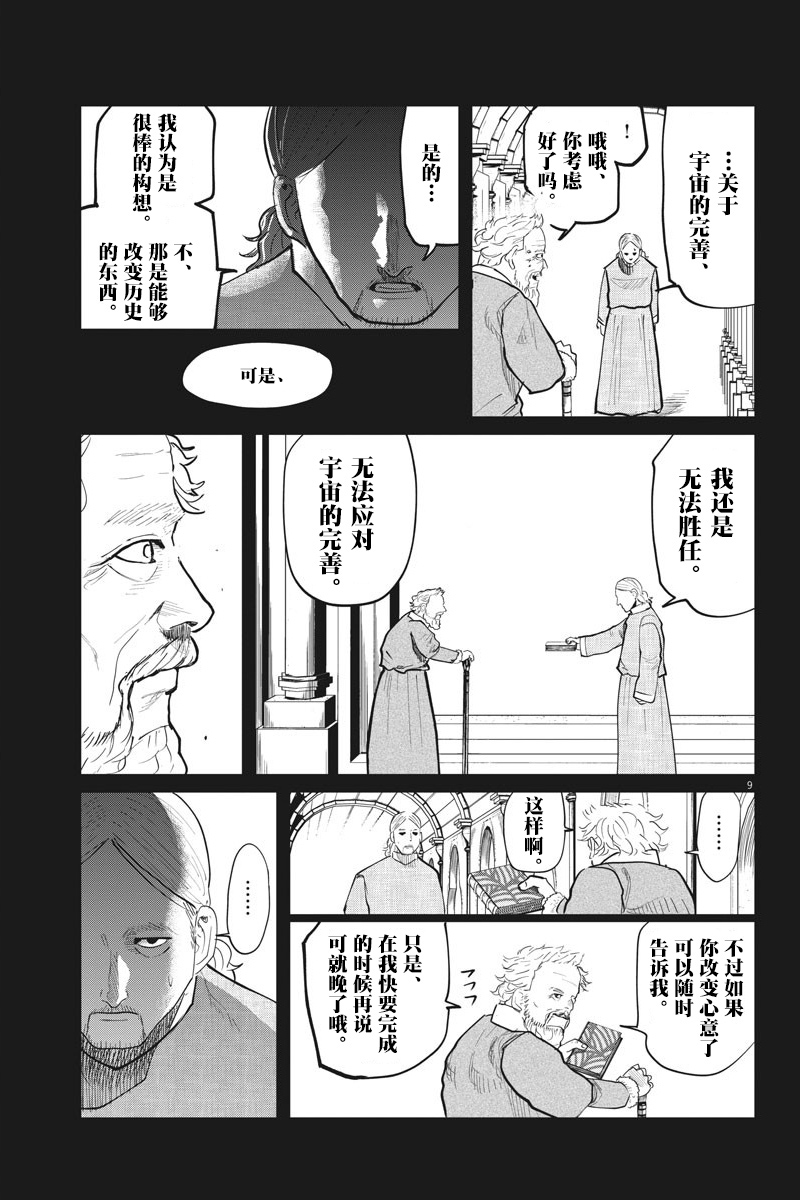 …关于
宇宙的完善、
！
哦哦、
你考虑
好了吗。
是的…
我认为是
很棒的构想。
不、
那是能够
改变历史
的东西。
可是、
我还是
无法胜任。
无法应对
宇宙的完善。
9
……
这样啊。
不过如果
你改变心意了
可以随时
告诉我。
只是、
在我快要完成
的时候再说
可就晚了哦。
フフフ
……